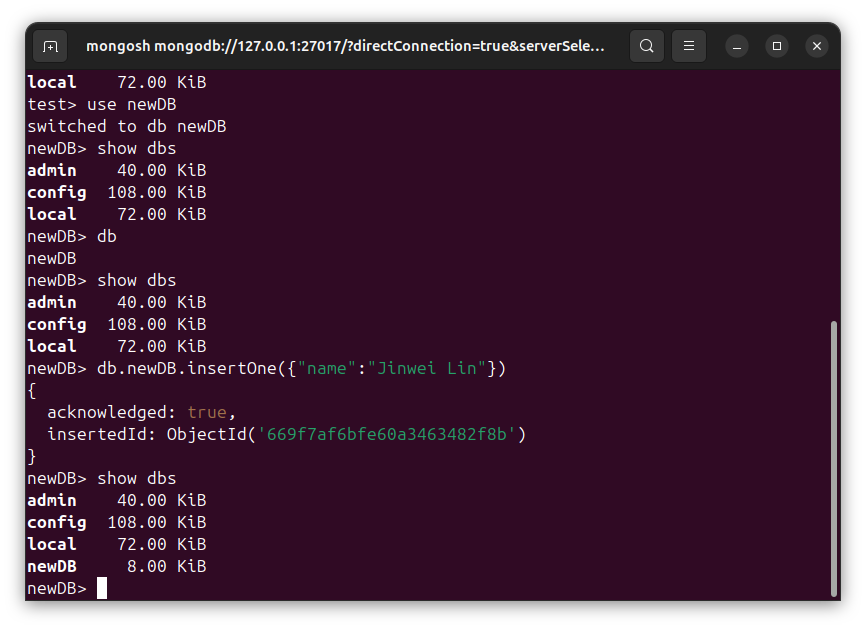 mongosh mongodb://127.0.0.1:27017/?directConnection=true&serverSele...
local    72.00 KiB
test> use newDB
switched to db newDB
newDB> show dbs
admin    40.00 KiB
config  108.00 KiB
local    72.00 KiB
newDB> db
newDB
newDB> show dbs
admin    40.00 KiB
config  108.00 KiB
local    72.00 KiB
newDB> db.newDB.insertOne({"name":"Jinwei Lin"})
{
  acknowledged: true,
  insertedId: ObjectId('669f7af6bfe60a3463482f8b')
}
newDB> show dbs
admin    40.00 KiB
config  108.00 KiB
local    72.00 KiB
newDB     8.00 KiB
newDB>